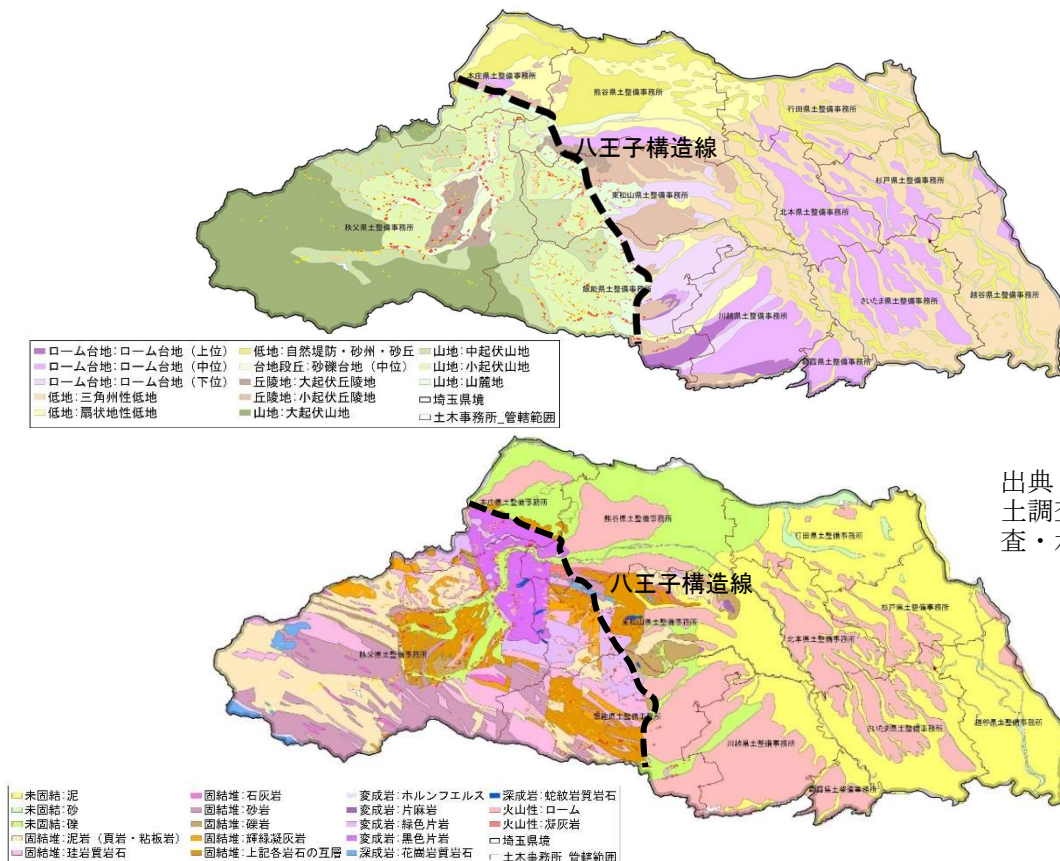 本庄県土整備事務所
熊谷県土整備事務所
行田県土整備事務所
八王子構造線
杉戸県土整備事務所
東松山県土整備事務所
北本県土整備事務所
秩父県土整備事務所
飯能県土整備事務所
さいたま県土整備事務所
越谷県土整備事務所
川越県土整備事務所
朝霞県土整備事務所
ローム台地:ローム台地（上位）
ローム台地:ローム台地（中位）
ローム台地:ローム台地（下位）
低地:三角州性低地
低地:扇状地性低地
低地:自然堤防・砂州・砂丘
台地段丘:砂礫台地（中位）
丘陵地:大起伏丘陵地
丘陵地:小起伏丘陵地
山地:大起伏山地
山地:中起伏山地
山地:小起伏山地
山地:山麓地
埼玉県境
土木事務所_管轄範囲
出典
土調査
査・
本庄県土整備事務所
熊谷県土整備事務所
行田県土整備事務所
八王子構造線
杉戸県土整備事務所
東松山県土整備事務所
北本県土整備事務所
秩父県土整備事務所
飯能県土整備事務所
さいたま県土整備事務所
越谷県土整備事務所
川越県土整備事務所
朝霞県土整備事務所
未固結:泥
未固結:砂
未固結:礫
固結堆:泥岩（頁岩・粘板岩）
固結堆:珪岩質岩石
固結堆:石灰岩
固結堆:砂岩
固結堆:礫岩
固結堆:輝緑凝灰岩
固結堆:上記各岩石の互層
変成岩:ホルンフエルス
変成岩:片麻岩
変成岩:緑色片岩
変成岩:黒色片岩
深成岩:花崗岩質岩石
深成岩:蛇紋岩質岩石
火山性:ローム
火山性:凝灰岩
埼玉県境
土木事務所_管轄範囲